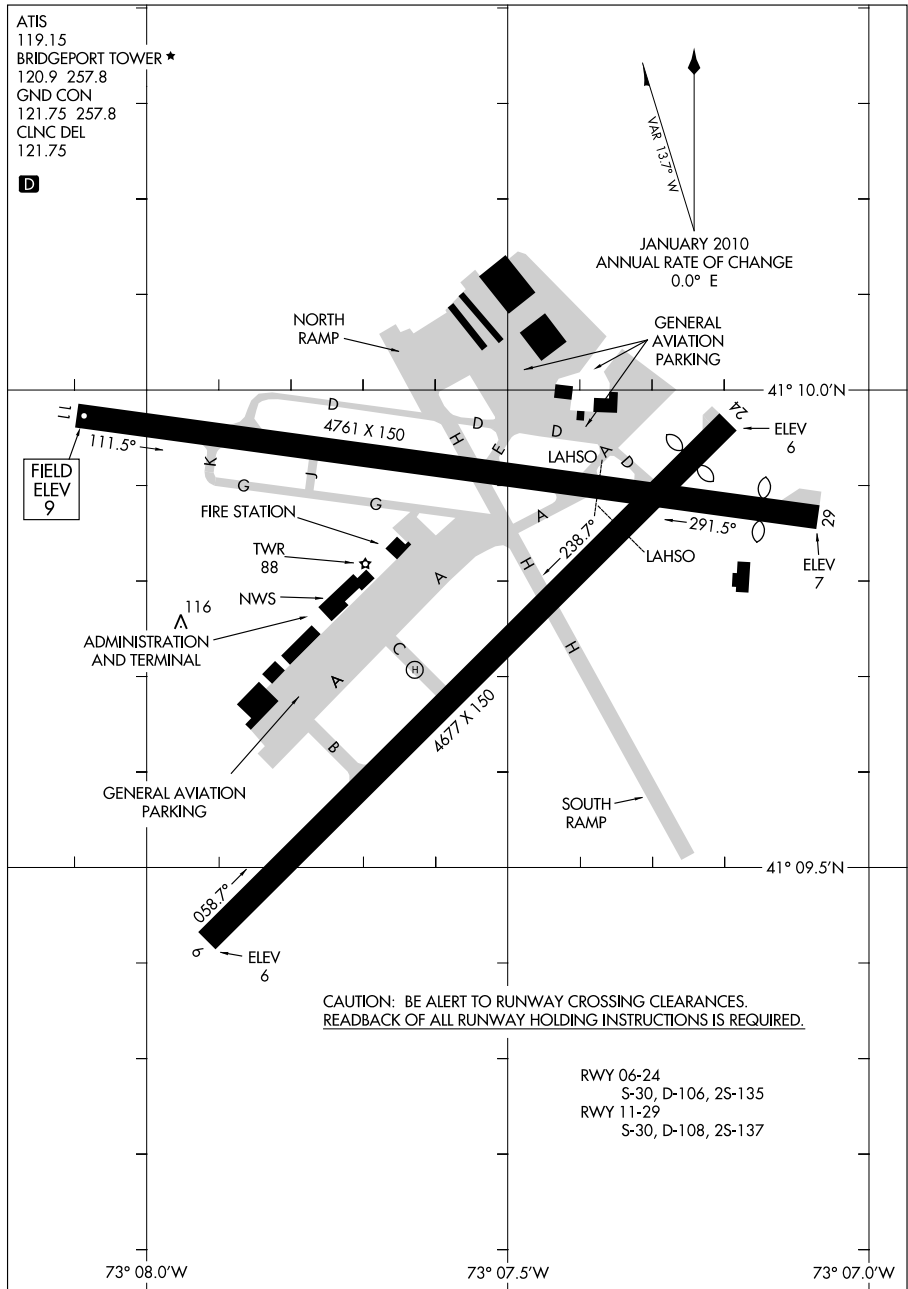 ATIS
119.15
BRIDGEPORT TOWER ★
120.9 257.8
GND CON
121.75 257.8
CLNC DEL
121.75
D
VAR 13.7° W
JANUARY 2010
ANNUAL RATE OF CHANGE
0.0° E
NORTH
RAMP
GENERAL
AVIATION
PARKING
41° 10.0'N
11
111.5°
4761 X 150
D
D
D
D
H
E
A
K
J
G
G
LAHSO
24
ELEV
6
FIELD
ELEV
9
FIRE STATION
TWR
88
NWS
116
ADMINISTRATION
AND TERMINAL
A
A
A
H
H
238.7°
LAHSO
291.5°
29
ELEV
7
C
H
B
4677 X 150
GENERAL AVIATION
PARKING
SOUTH
RAMP
41° 09.5'N
058.7°
6
ELEV
6
CAUTION: BE ALERT TO RUNWAY CROSSING CLEARANCES.
READBACK OF ALL RUNWAY HOLDING INSTRUCTIONS IS REQUIRED.
RWY 06-24
S-30, D-106, 2S-135
RWY 11-29
S-30, D-108, 2S-137
73° 08.0'W
73° 07.5'W
73° 07.0'W